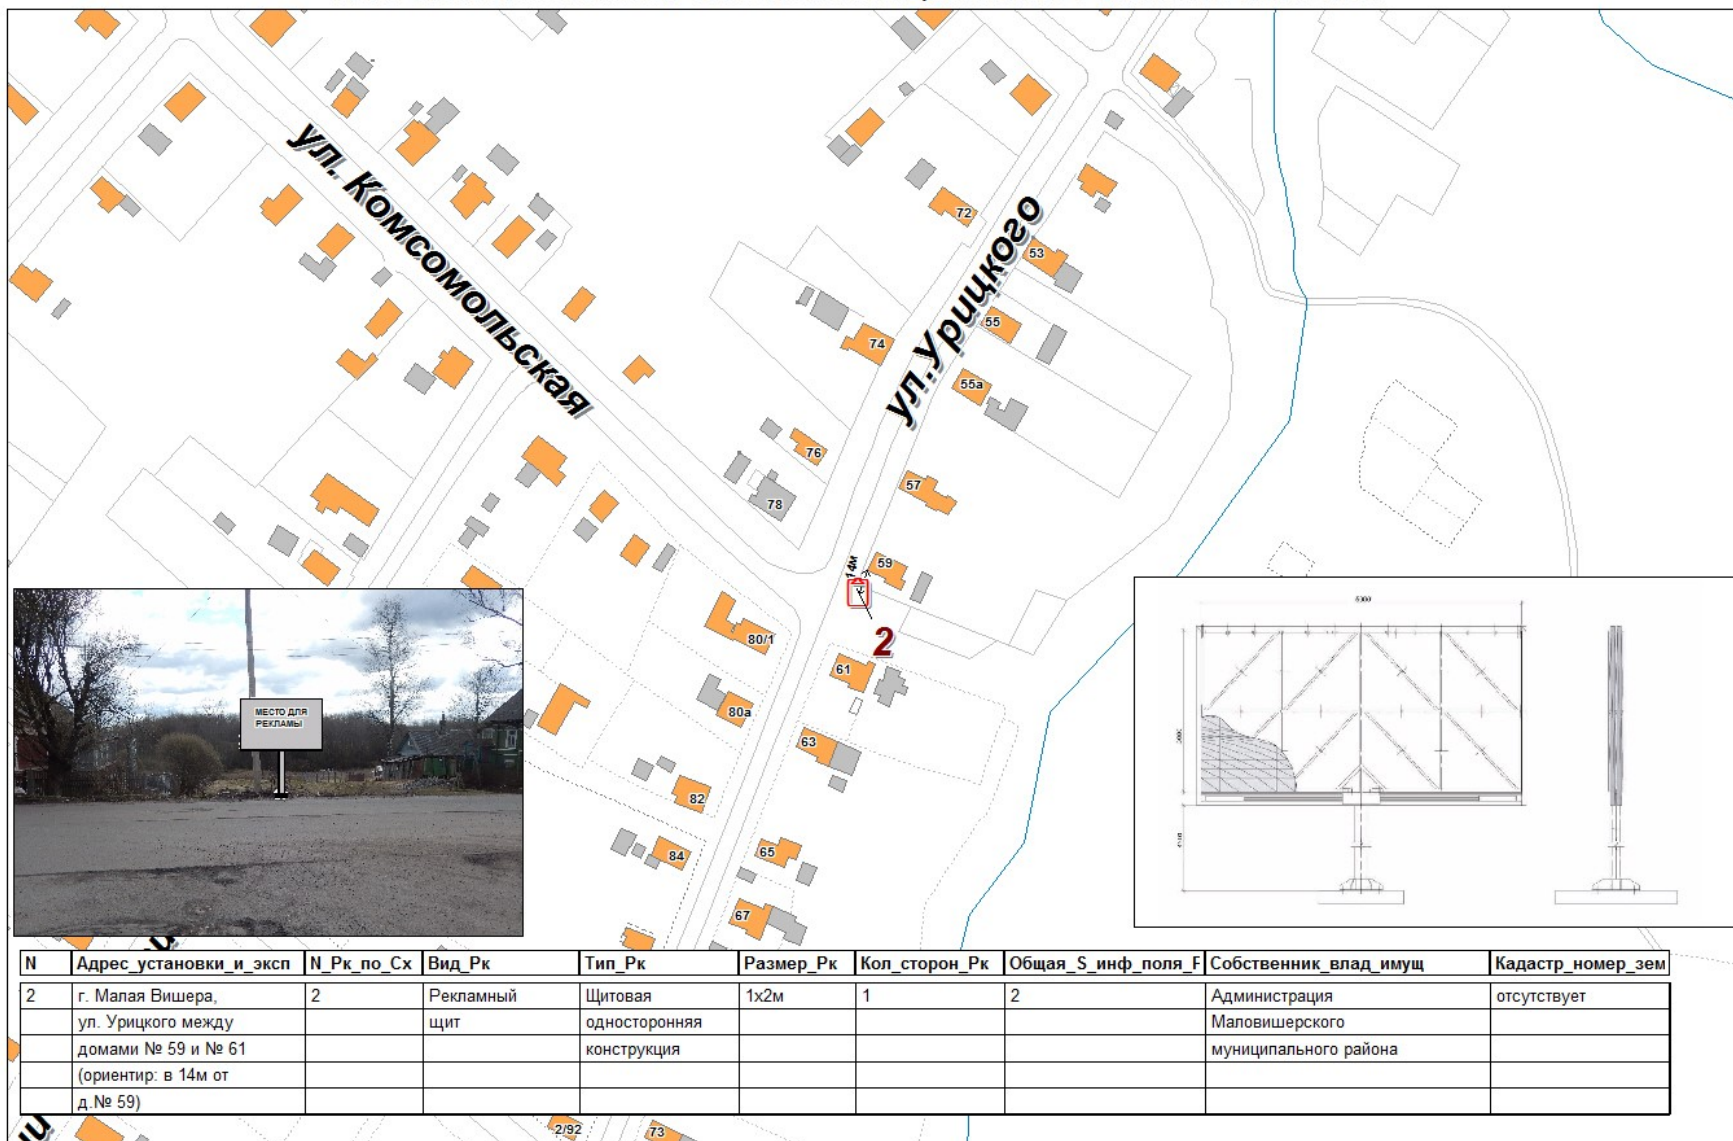 ул. Комсомольская
ул.Урицкого
72
53
55
74
55а
76
57
78
59
14м
2
80/1
61
80а
63
82
84
65
67
МЕСТО ДЛЯ
РЕКЛАМЫ
N Адрес_установки_и_эксп N_Рк_по_Сх Вид_Рк Тип_Рк Размер_Рк Кол_сторон_Рк Общая_S_инф_поля_Р Собственник_влад_имущ Кадастр_номер_зем
2 г. Малая Вишера, 2 Рекламный Щитовая 1х2м 1 2 Администрация отсутствует
ул. Урицкого между щит односторонняя Маловишерского
домами № 59 и № 61 конструкция муниципального района
(ориентир: в 14м от
д.№ 59)
2/92
73